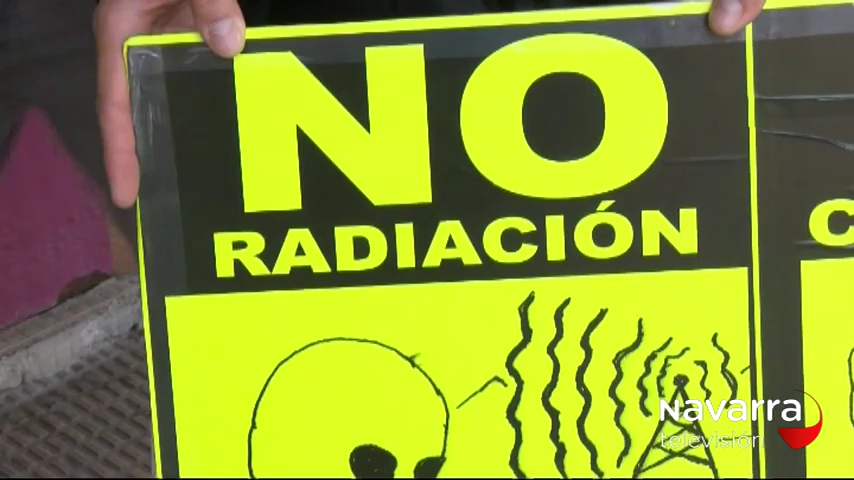 NO
RADIACIÓN
C
Navarra
televisión